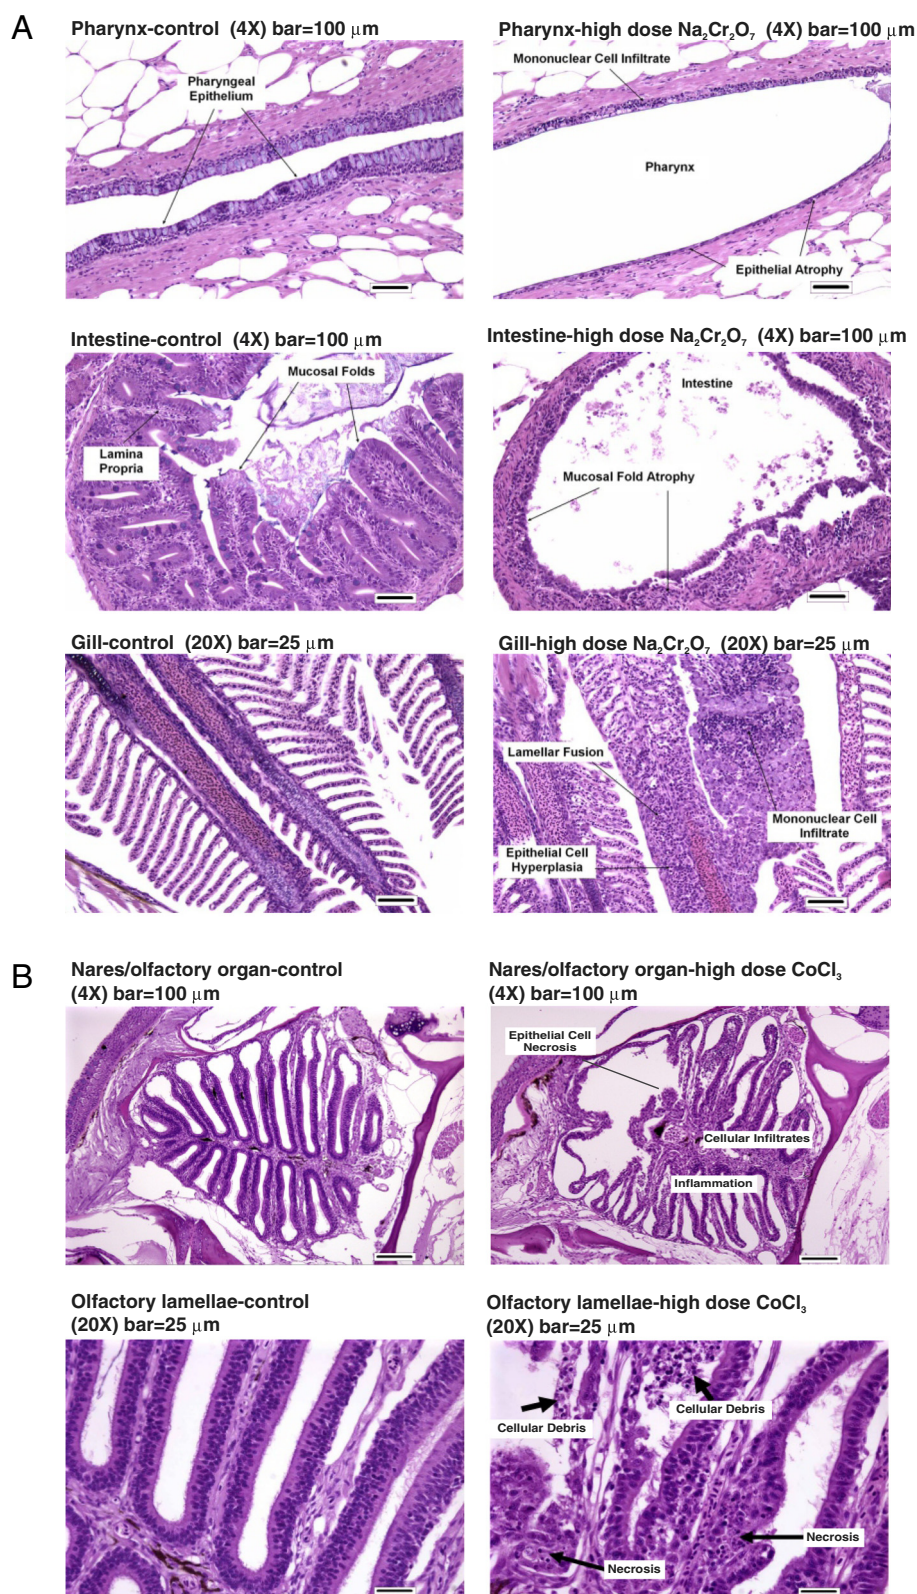 A
Pharynx-control (4X) bar=100 µm
Pharyngeal
Epithelium
Pharynx-high dose Na₂Cr₂O₇ (4X) bar=100 µm
Mononuclear Cell Infiltrate
Pharynx
Epithelial Atrophy
Intestine-control (4X) bar=100 µm
Mucosal Folds
Lamina
Propria
Intestine-high dose Na₂Cr₂O₇ (4X) bar=100 µm
Intestine
Mucosal Fold Atrophy
Gill-control (20X) bar=25 µm
Gill-high dose Na₂Cr₂O₇ (20X) bar=25 µm
Lamellar Fusion
Mononuclear Cell
Infiltrate
Epithelial Cell
Hyperplasia
B
Nares/olfactory organ-control
(4X) bar=100 µm
Nares/olfactory organ-high dose CoCl₃
(4X) bar=100 µm
Epithelial Cell
Necrosis
Cellular Infiltrates
Inflammation
Olfactory lamellae-control
(20X) bar=25 µm
Olfactory lamellae-high dose CoCl₃
(20X) bar=25 µm
Cellular Debris
Cellular Debris
Necrosis
Necrosis